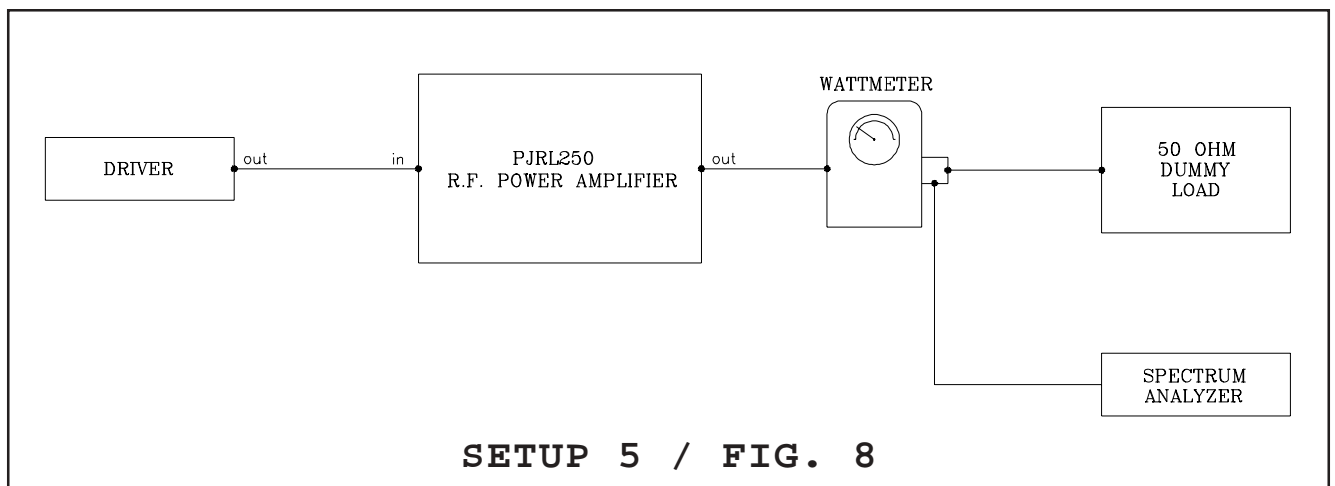 WATTMETER
DRIVER
out
in
PJRL250
R.F. POWER AMPLIFIER
out
50 OHM
DUMMY
LOAD
SPECTRUM
ANALYZER
SETUP 5 / FIG. 8